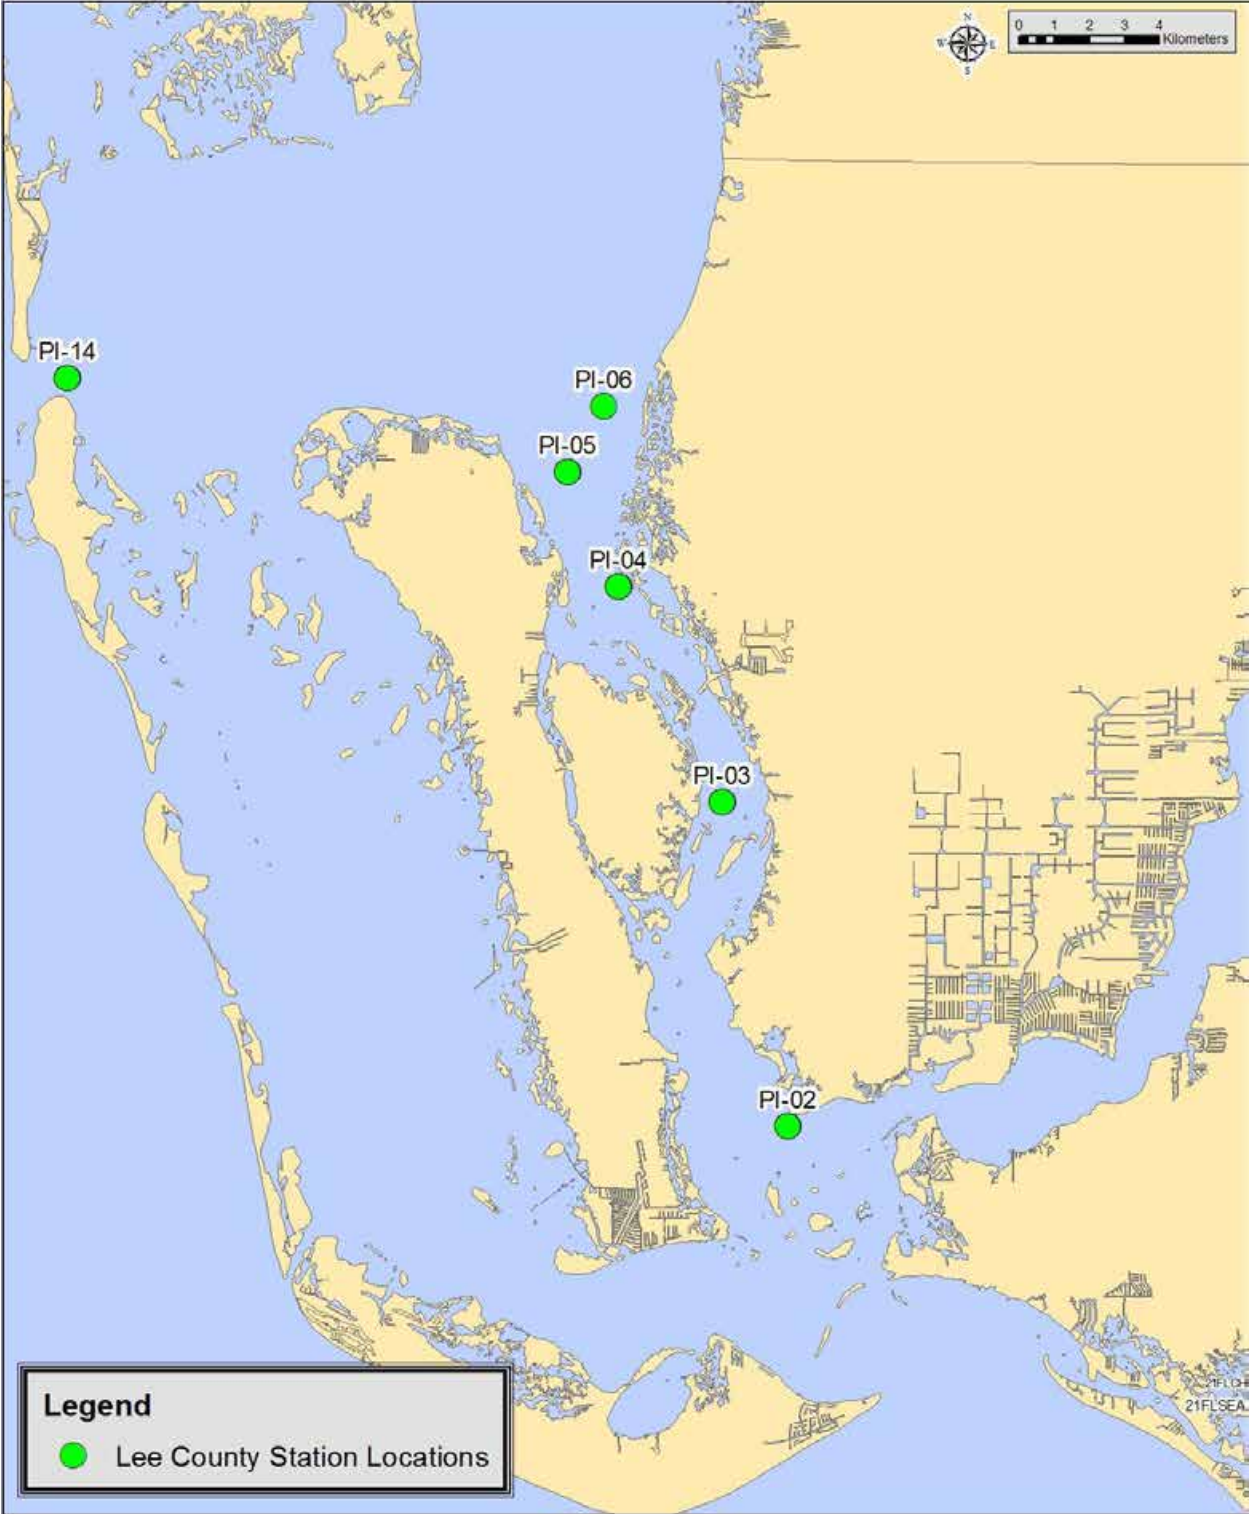 N
W E
S
0 1 2 3 4
Kilometers
PI-14
PI-06
PI-05
PI-04
PI-03
PI-02
21FLSEA
Legend
Lee County Station Locations